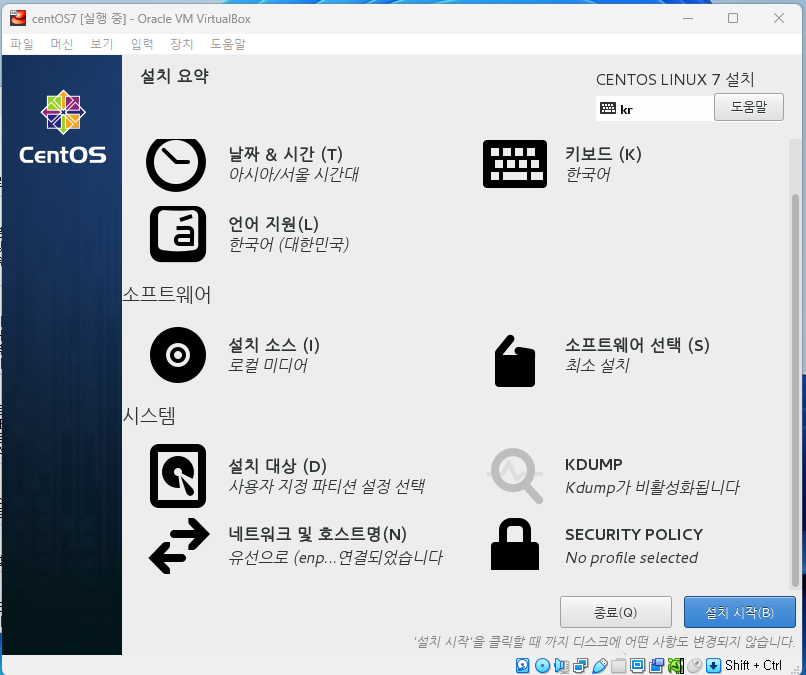 centOS7 [실행 중] - Oracle VM VirtualBox
파일 머신 보기 입력 장치 도움말
설치 요약
CENTOS LINUX 7 설치
kr
도움말
CentOS
날짜 & 시간 (T)
아시아/서울 시간대
키보드 (K)
한국어
언어 지원(L)
한국어 (대한민국)
소프트웨어
설치 소스 (I)
로컬 미디어
소프트웨어 선택 (S)
최소 설치
시스템
설치 대상 (D)
사용자 지정 파티션 설정 선택
KDUMP
Kdump가 비활성화됩니다
네트워크 및 호스트명(N)
유선으로 (enp...연결되었습니다
SECURITY POLICY
No profile selected
종료(Q)
설치 시작(B)
'설치 시작'을 클릭할 때 까지 디스크에 어떤 사항도 변경되지 않습니다.
Shift + Ctrl